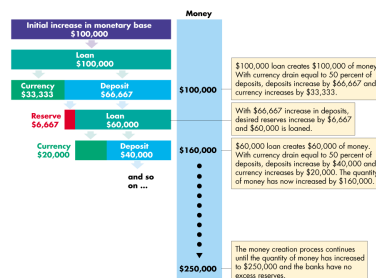 Money
Initial increase in monetary base
$100,000
Loan
$100,000
Currency
$33,333
Deposit
$66,667
$100,000
$100,000 loan creates $100,000 of money.
With currency drain equal to 50 percent of
deposits, deposits increase by $66,667 and
currency increases by $33,333.
Reserve
$6,667
Loan
$60,000
With $66,667 increase in deposits,
desired reserves increase by $6,667
and $60,000 is loaned.
Currency
$20,000
Deposit
$40,000
$160,000
$60,000 loan creates $60,000 of money.
With currency drain equal to 50 percent of
deposits, deposits increase by $40,000 and
currency increases by $20,000. The quantity
of money has now increased by $160,000.
and so
on ...
The money creation process continues
until the quantity of money has increased
to $250,000 and the banks have no
excess reserves.
$250,000